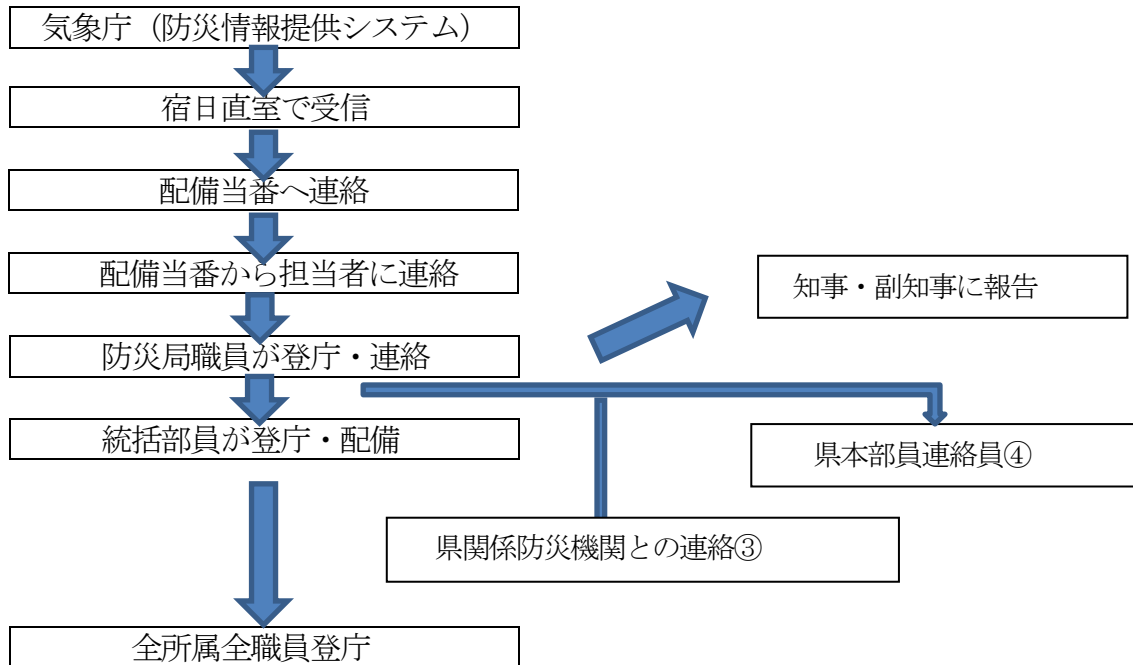 気象庁（防災情報提供システム）
宿日直室で受信
配備当番へ連絡
配備当番から担当者に連絡
知事・副知事に報告
防災局職員が登庁・連絡
統括部員が登庁・配備
県本部員連絡員④
県関係防災機関との連絡③
全所属全職員登庁